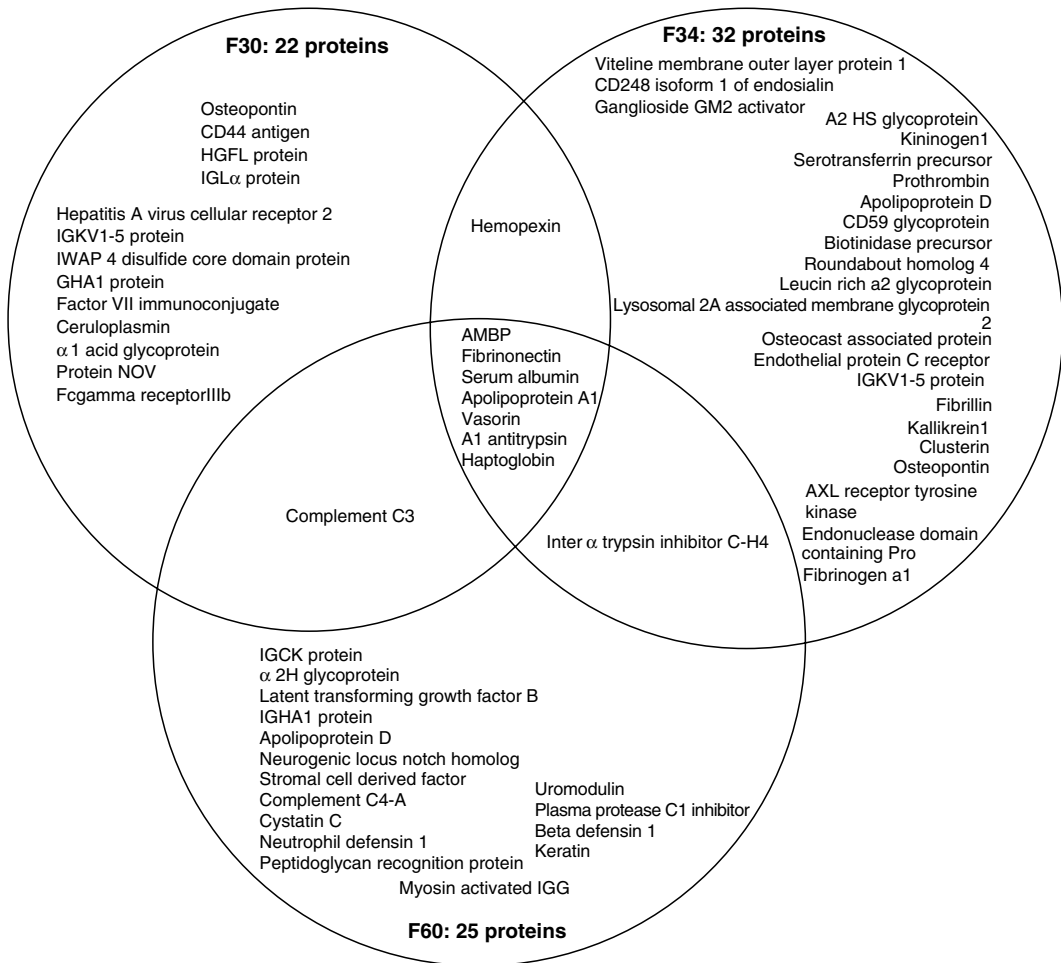 F30: 22 proteins
Osteopontin
CD44 antigen
HGFL protein
IGLα protein
Hepatitis A virus cellular receptor 2
IGKV1-5 protein
IWAP 4 disulfide core domain protein
GHA1 protein
Factor VII immunoconjugate
Ceruloplasmin
α 1 acid glycoprotein
Protein NOV
Fcgamma receptorIIIb
Hemopexin
F34: 32 proteins
Viteline membrane outer layer protein 1
CD248 isoform 1 of endosialin
Ganglioside GM2 activator
A2 HS glycoprotein
Kininogen1
Serotransferrin precursor
Prothrombin
Apolipoprotein D
CD59 glycoprotein
Biotinidase precursor
Roundabout homolog 4
Leucin rich a2 glycoprotein
Lysosomal 2A associated membrane glycoprotein
2
Osteocast associated protein
Endothelial protein C receptor
IGKV1-5 protein
Fibrillin
Kallikrein1
Clusterin
Osteopontin
AXL receptor tyrosine
kinase
Endonuclease domain
containing Pro
Fibrinogen a1
AMBP
Fibrinonectin
Serum albumin
Apolipoprotein A1
Vasorin
A1 antitrypsin
Haptoglobin
Complement C3
Inter α trypsin inhibitor C-H4
IGCK protein
α 2H glycoprotein
Latent transforming growth factor B
IGHA1 protein
Apolipoprotein D
Neurogenic locus notch homolog
Stromal cell derived factor
Complement C4-A
Cystatin C
Neutrophil defensin 1
Peptidoglycan recognition protein
Uromodulin
Plasma protease C1 inhibitor
Beta defensin 1
Keratin
Myosin activated IGG
F60: 25 proteins